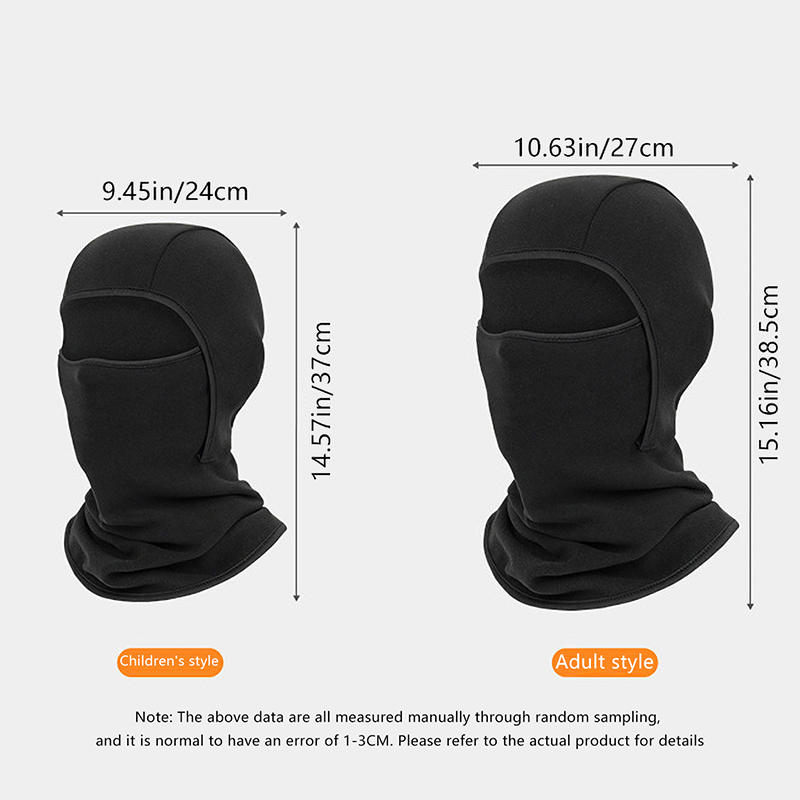 10.63in/27cm
9.45in/24cm
14.57in/37cm
15.16in/38.5cm
Children's style
Adult style
Note: The above data are all measured manually through random sampling,
and it is normal to have an error of 1-3CM. Please refer to the actual product for details